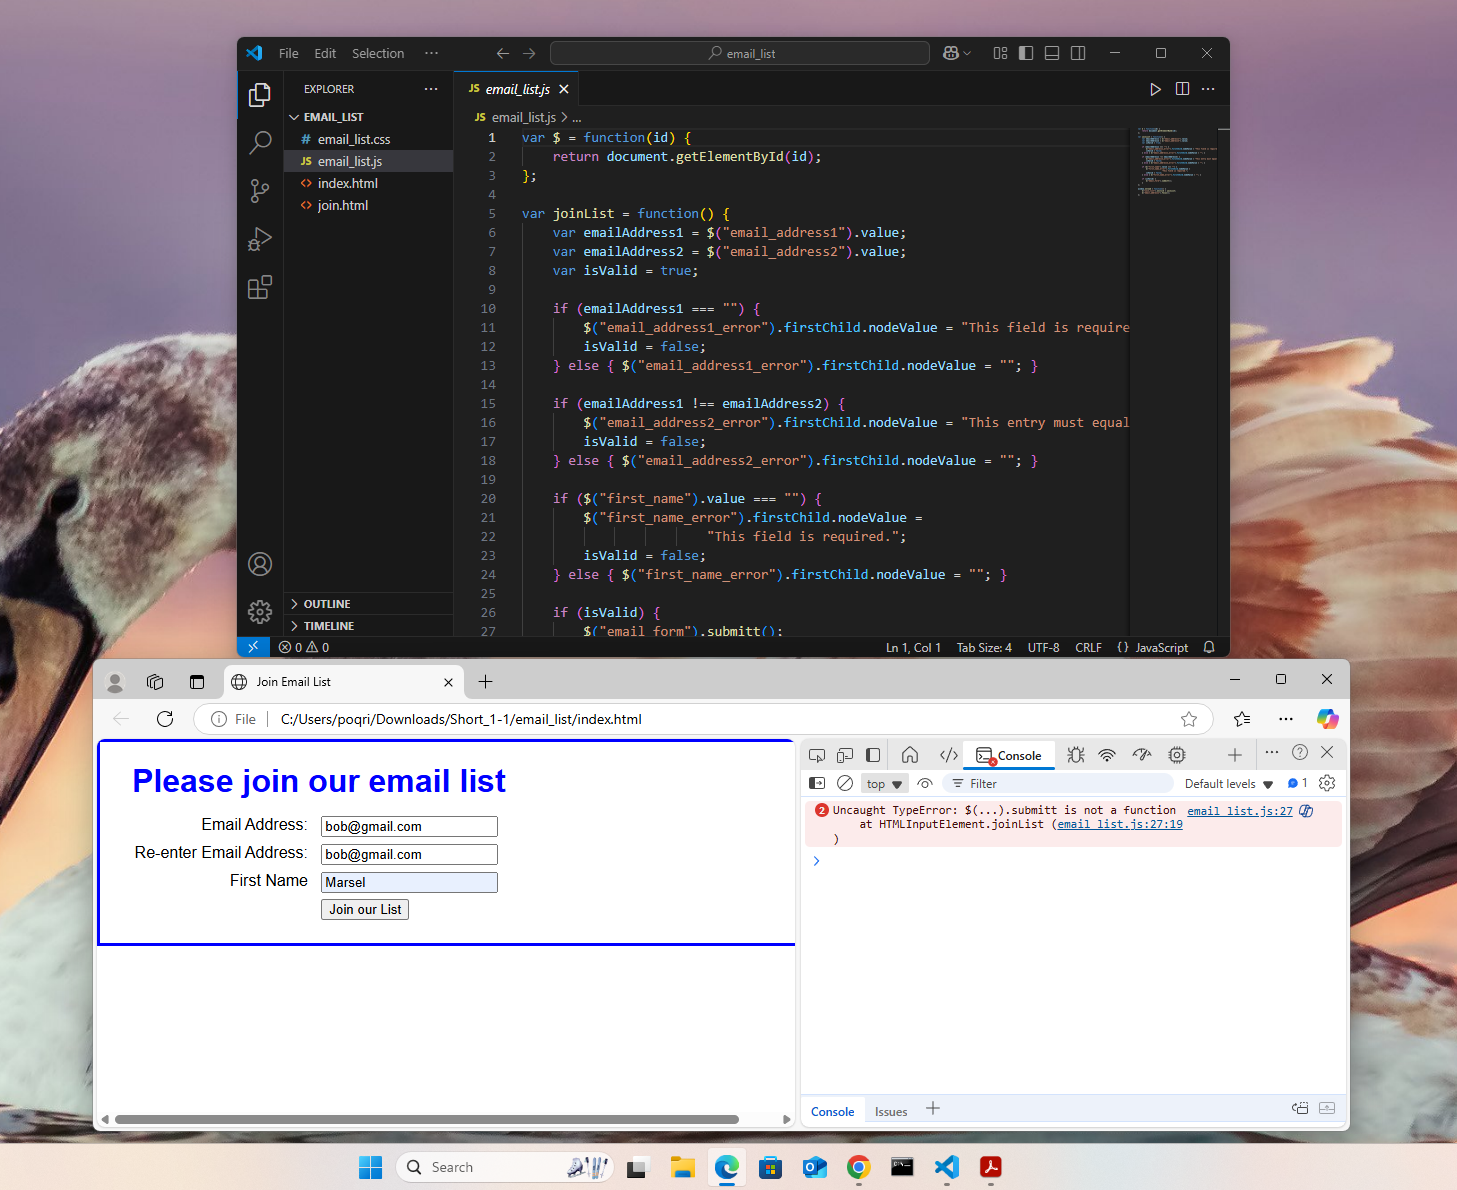 File Edit Selection ··· email_list
EXPLORER ···
EMAIL_LIST
# email_list.css
JS email_list.js
<> index.html
<> join.html
OUTLINE
TIMELINE
JS email_list.js
JS email_list.js > ...
1 var $ = function(id) {
2 return document.getElementById(id);
3 };
4
5 var joinList = function() {
6 var emailAddress1 = $("email_address1").value;
7 var emailAddress2 = $("email_address2").value;
8 var isValid = true;
9
10 if (emailAddress1 === "") {
11 $("email_address1_error").firstChild.nodeValue = "This field is require
12 isValid = false;
13 } else { $("email_address1_error").firstChild.nodeValue = ""; }
14
15 if (emailAddress1 !== emailAddress2) {
16 $("email_address2_error").firstChild.nodeValue = "This entry must equal
17 isValid = false;
18 } else { $("email_address2_error").firstChild.nodeValue = ""; }
19
20 if ($("first_name").value === "") {
21 $("first_name_error").firstChild.nodeValue =
22 "This field is required.";
23 isValid = false;
24 } else { $("first_name_error").firstChild.nodeValue = ""; }
25
26 if (isValid) {
27 $("email_form").submitt();
0 0 Ln 1, Col 1 Tab Size: 4 UTF-8 CRLF {} JavaScript
Join Email List
File C:/Users/poqri/Downloads/Short_1-1/email_list/index.html
Please join our email list
Email Address: bob@gmail.com
Re-enter Email Address: bob@gmail.com
First Name Marsel
Join our List
Console
top Filter Default levels 1
2 Uncaught TypeError: $(...).submitt is not a function email_list.js:27
at HTMLInputElement.joinList (email_list.js:27:19
)
Console Issues
Search